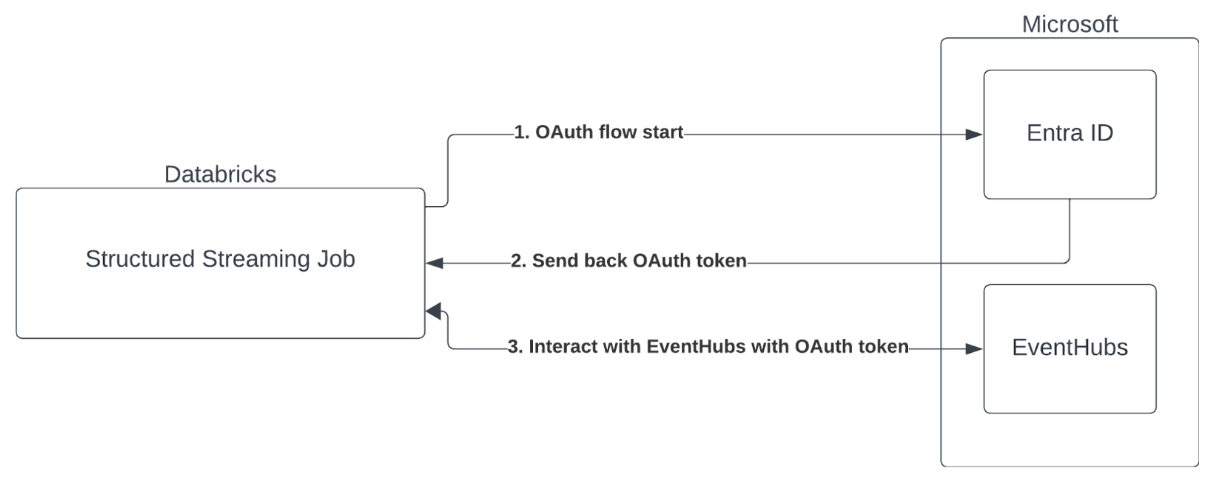 Microsoft
Entra ID
1. OAuth flow start
Databricks
Structured Streaming Job
2. Send back OAuth token
3. Interact with EventHubs with OAuth token
EventHubs